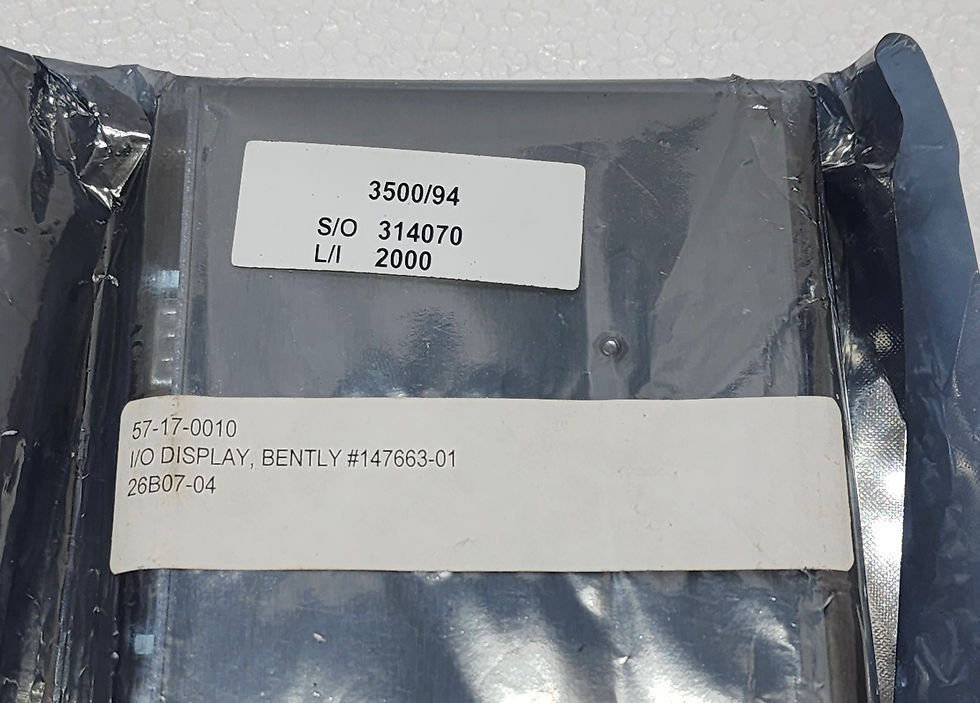 3500/94
S/O 314070
L/I 2000
57-17-0010
I/O DISPLAY, BENTLY #147663-01
26B07-04